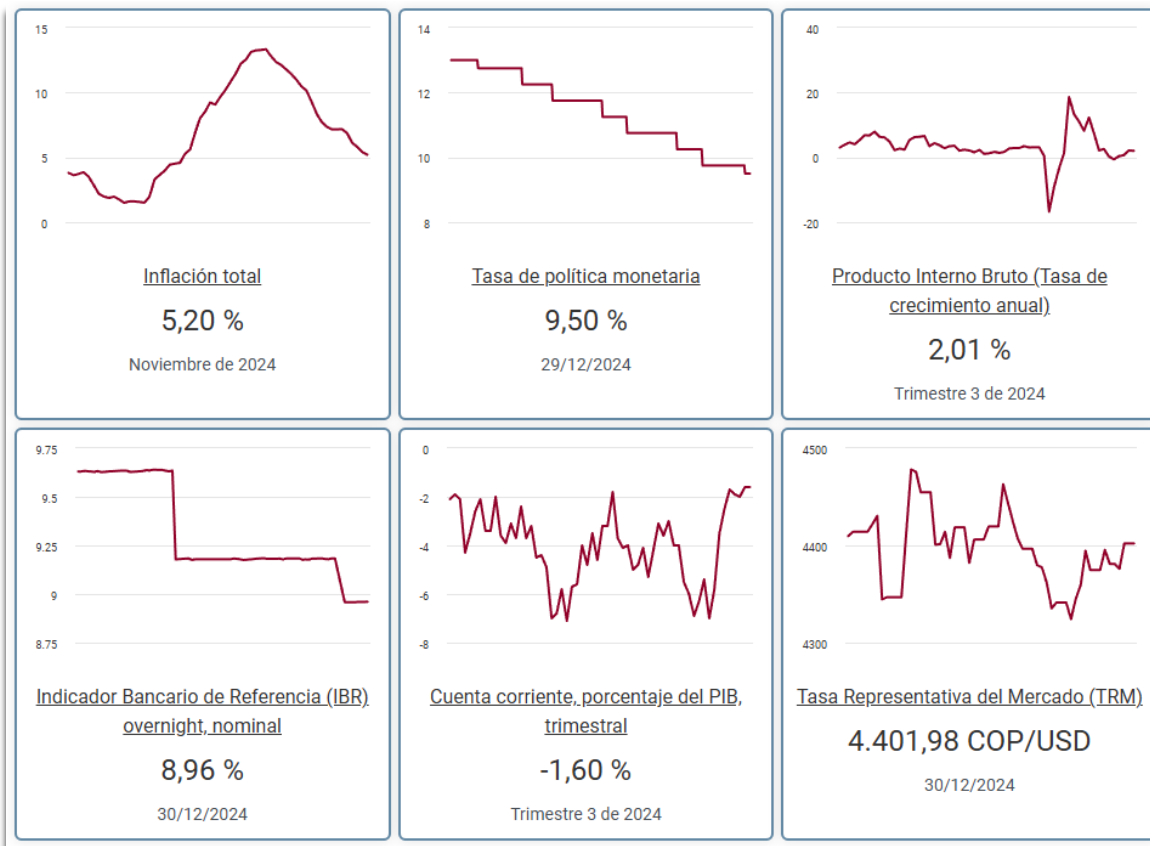 15
10
5
0
Inflación total
5,20 %
Noviembre de 2024
14
12
10
8
Tasa de política monetaria
9,50 %
29/12/2024
40
20
0
-20
Producto Interno Bruto (Tasa de
crecimiento anual)
2,01 %
Trimestre 3 de 2024
9.75
9.5
9.25
9
8.75
Indicador Bancario de Referencia (IBR)
overnight, nominal
8,96 %
30/12/2024
0
-2
-4
-6
-8
Cuenta corriente, porcentaje del PIB,
trimestral
-1,60 %
Trimestre 3 de 2024
4500
4400
4300
Tasa Representativa del Mercado (TRM)
4.401,98 COP/USD
30/12/2024